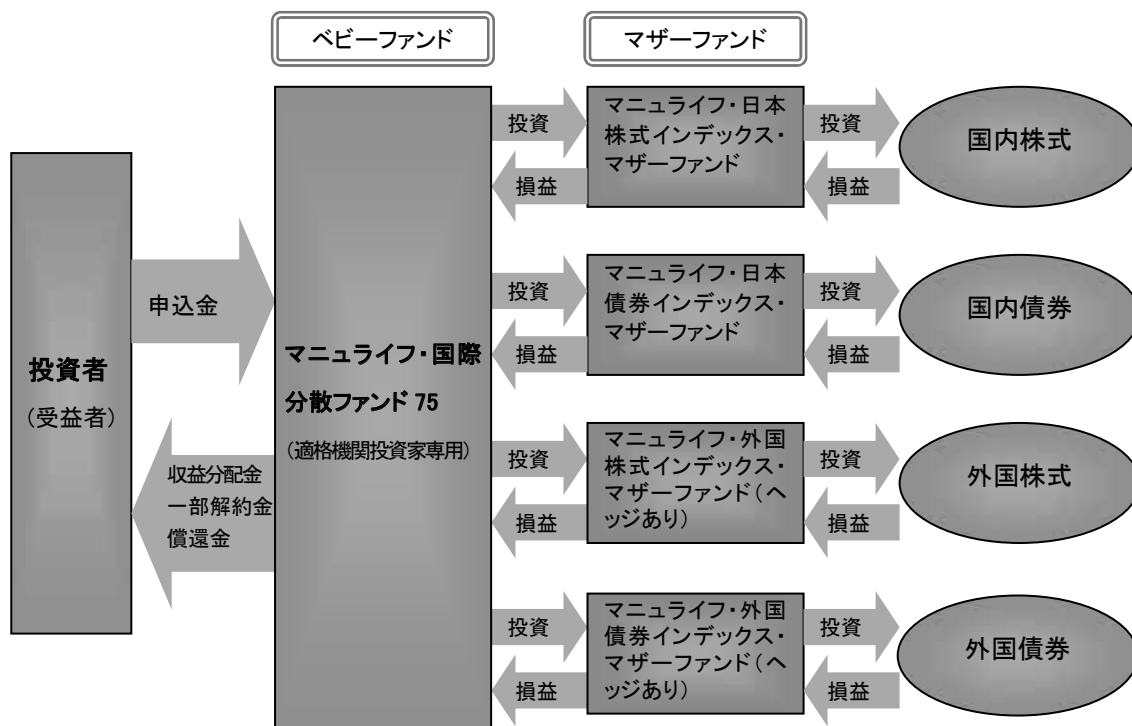 ベビーファンド
マザーファンド
投資者
（受益者）
申込金
収益分配金
一部解約金
償還金
マニュライフ・国際
分散ファンド 75
（適格機関投資家専用）
投資
損益
マニュライフ・日本
株式インデックス・
マザーファンド
投資
損益
国内株式
投資
損益
マニュライフ・日本
債券インデックス・
マザーファンド
投資
損益
国内債券
投資
損益
マニュライフ・外国
株式インデックス・
マザーファンド（ヘ
ッジあり）
投資
損益
外国株式
投資
損益
マニュライフ・外国
債券インデックス・
マザーファンド（ヘ
ッジあり）
投資
損益
外国債券